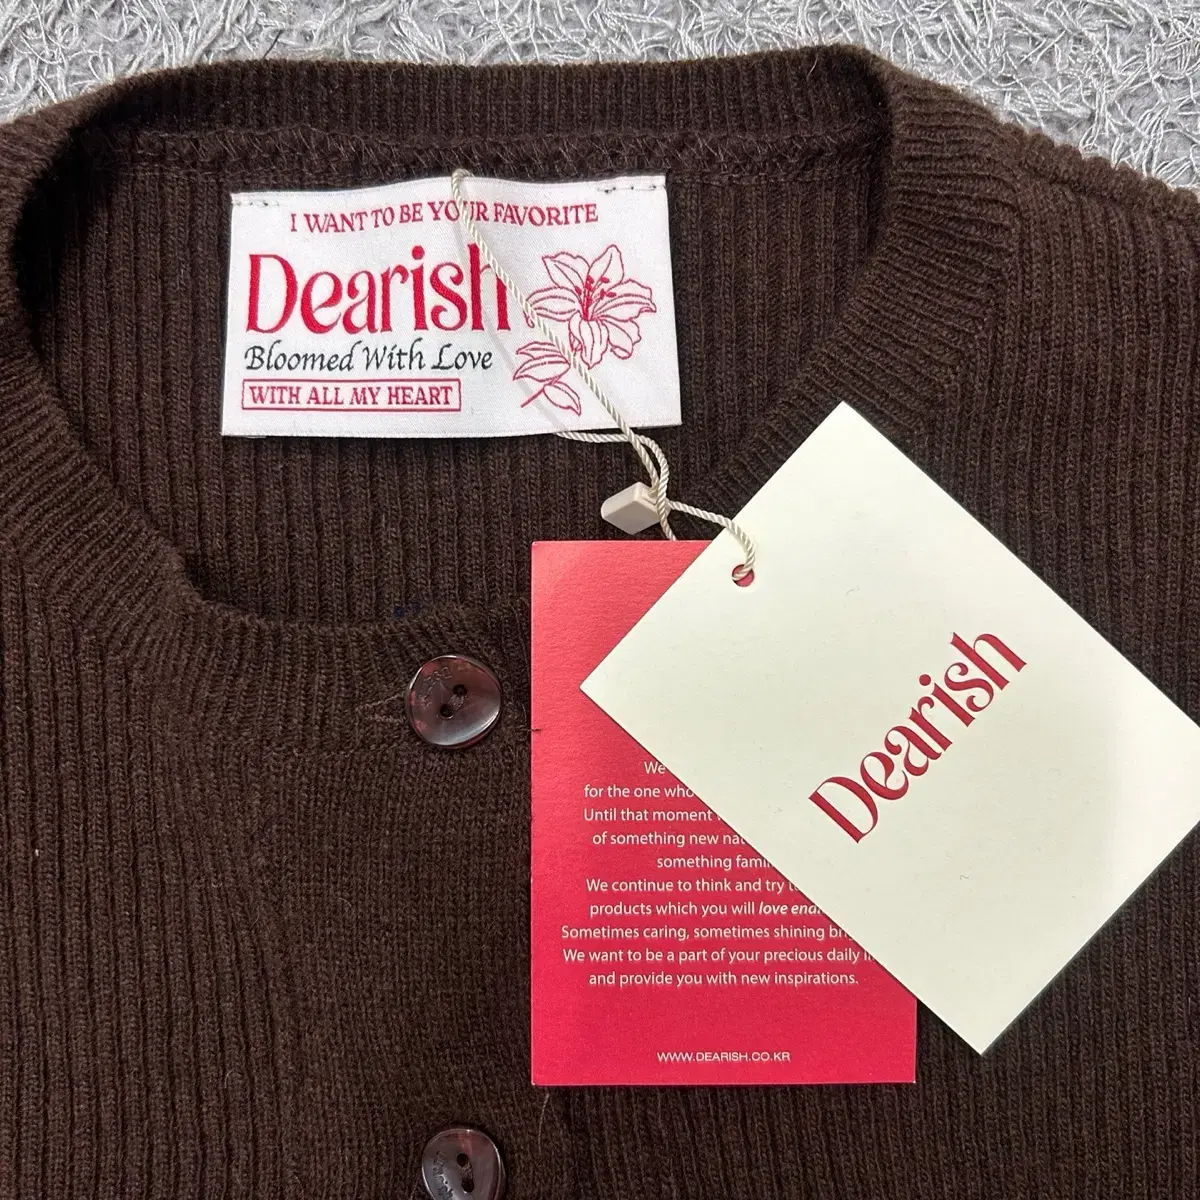 I WANT TO BE YOUR FAVORITE
Dearish
Bloomed With Love
WITH ALL MY HEART
Dearish
We
for the one who
Until that moment
of something new
something
We continue to think and try
products which you will love
Sometimes caring, sometimes shining
We want to be a part of your precious daily
and provide you with new inspirations.
WWW.DEARISH.CO.KR